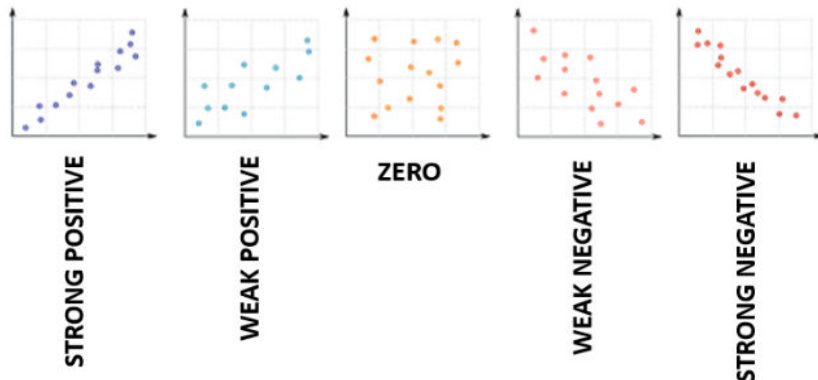 STRONG POSITIVE
WEAK POSITIVE
ZERO
WEAK NEGATIVE
STRONG NEGATIVE